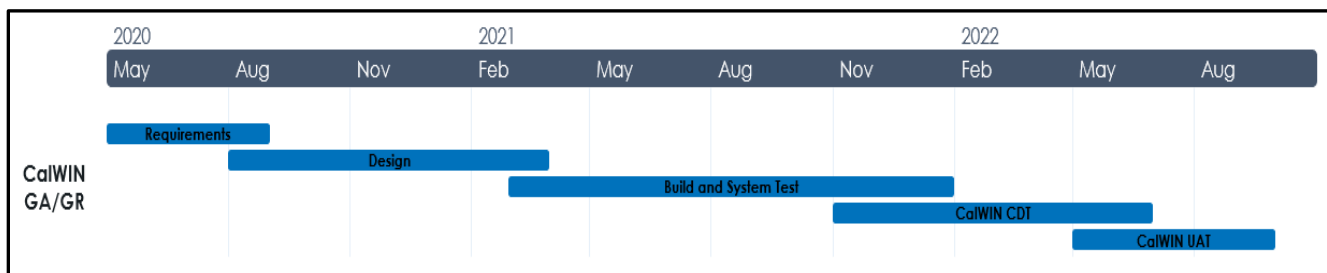 2020 2021 2022
May Aug Nov Feb May Aug Nov Feb May Aug
Requirements
Design
CalWIN
GA/GR
Build and System Test
CalWIN CDT
CalWIN UAT